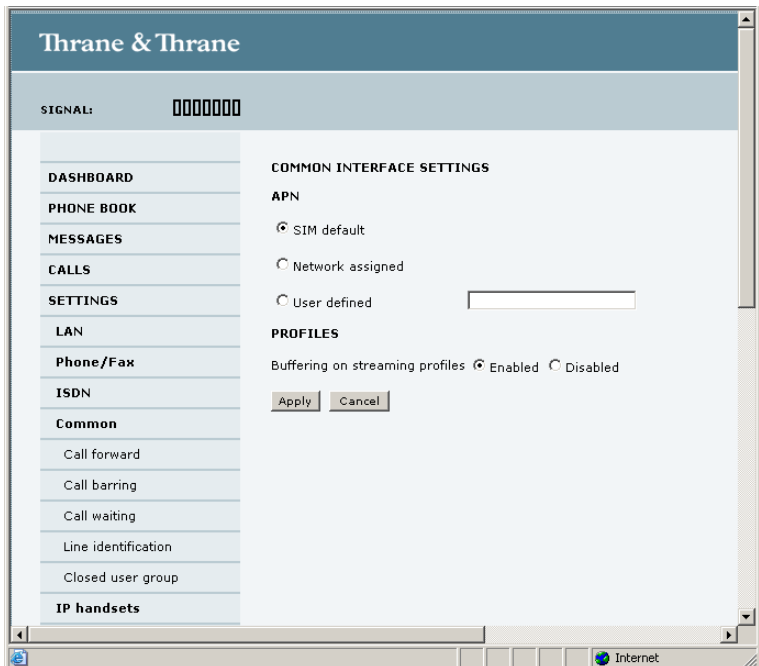 Thrane & Thrane
SIGNAL:
DASHBOARD
PHONE BOOK
MESSAGES
CALLS
SETTINGS
LAN
Phone/Fax
ISDN
Common
Call forward
Call barring
Call waiting
Line identification
Closed user group
IP handsets
COMMON INTERFACE SETTINGS
APN
SIM default
Network assigned
User defined
PROFILES
Buffering on streaming profiles Enabled Disabled
Apply Cancel
Internet